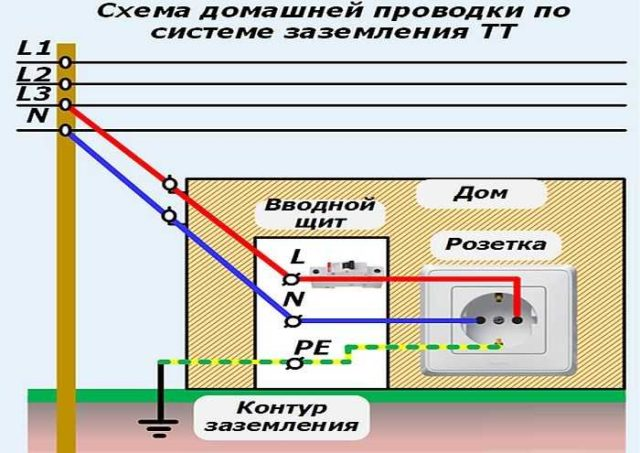 Схема домашней проводки по
системе заземления ТТ
L1
L2
L3
N
Дом
Вводной
щит
Розетка
L
N
PE
Контур
заземления